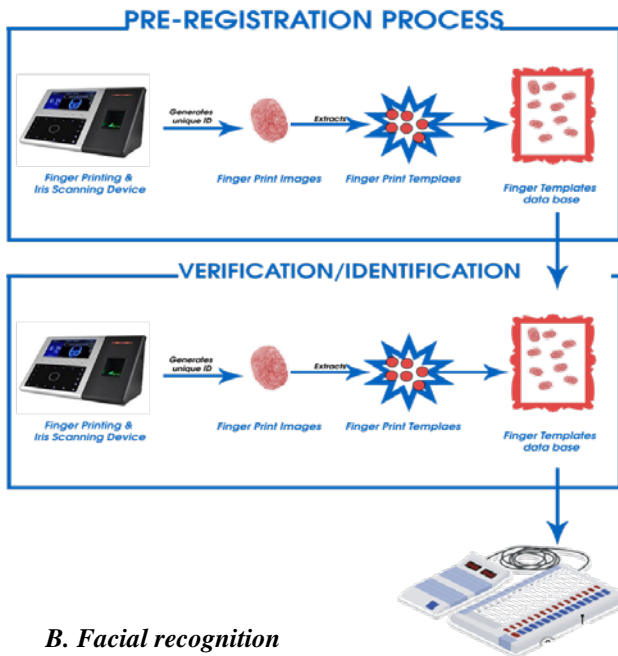 PRE-REGISTRATION PROCESS
Generates
unique ID
Extracts
Finger Printing &
Iris Scanning Device
Finger Print Images
Finger Print Templaes
Finger Templates
data base
VERIFICATION/IDENTIFICATION
Generates
unique ID
Extracts
Finger Printing &
Iris Scanning Device
Finger Print Images
Finger Print Templaes
Finger Templates
data base
B. Facial recognition